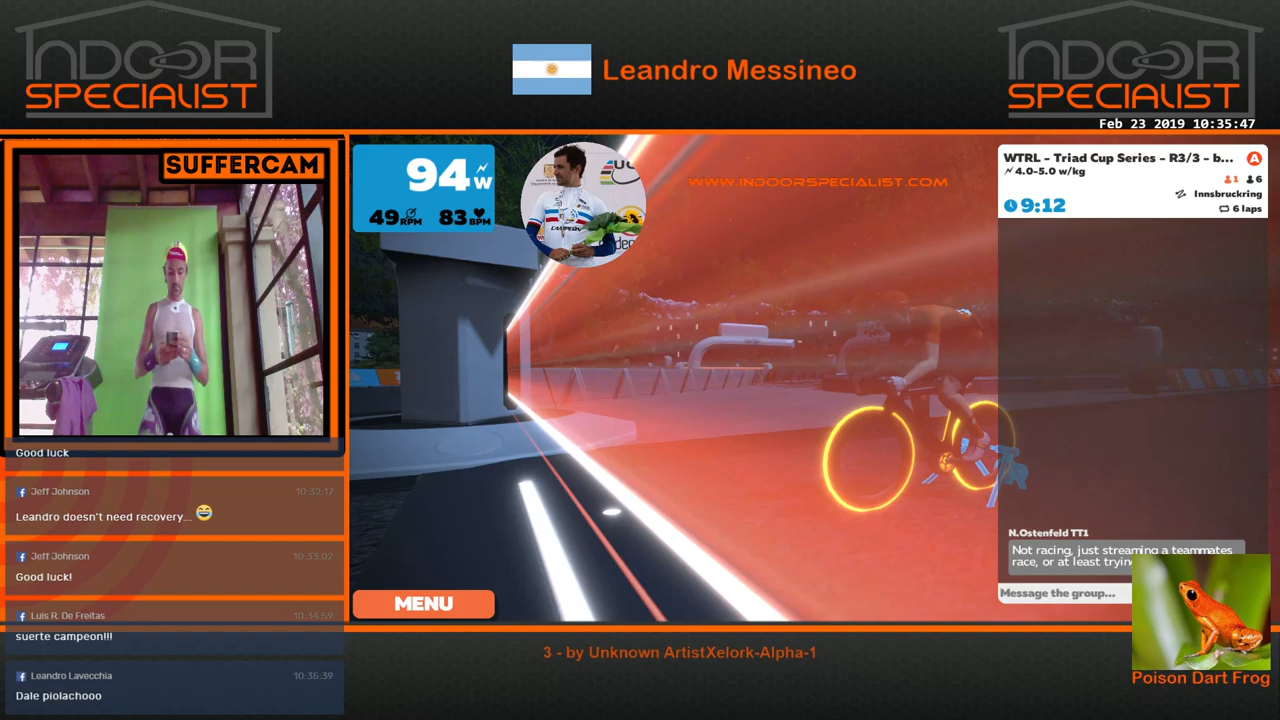 INDOOR
SPECIALIST
Leandro Messineo
INDOOR
SPECIALIST
Feb 23 2019 10:35:47
SUFFERCAM
94 W
49 RPM 83 BPM
CAMPEON
WWW.INDOORSPECIALIST.COM
WTRL - Triad Cup Series - R3/3 - b... A
4.0-5.0 w/kg
1 6
Innsbruckring
9:12
6 laps
Good luck
Jeff Johnson 10:32:17
Leandro doesn't need recovery... 😂
Jeff Johnson 10:33:02
Good luck!
Luis R. De Freitas 10:34:59
suerte campeon!!!
Leandro Lavecchia 10:35:39
Dale piolachooo
N.Ostenfeld TT1
Not racing, just streaming a teammates
race, or at least tryin
Message the group...
MENU
3 - by Unknown ArtistXelork-Alpha-1
Poison Dart Frog